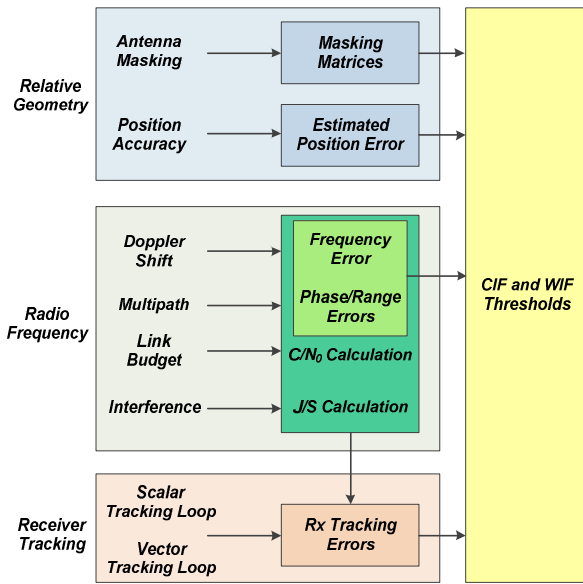 Relative
Geometry
Antenna
Masking
Masking
Matrices
Position
Accuracy
Estimated
Position Error
Radio
Frequency
Doppler
Shift
Frequency
Error
Multipath
Phase/Range
Errors
Link
Budget
C/N₀ Calculation
Interference
J/S Calculation
Receiver
Tracking
Scalar
Tracking Loop
Vector
Tracking Loop
Rx Tracking
Errors
CIF and WIF
Thresholds